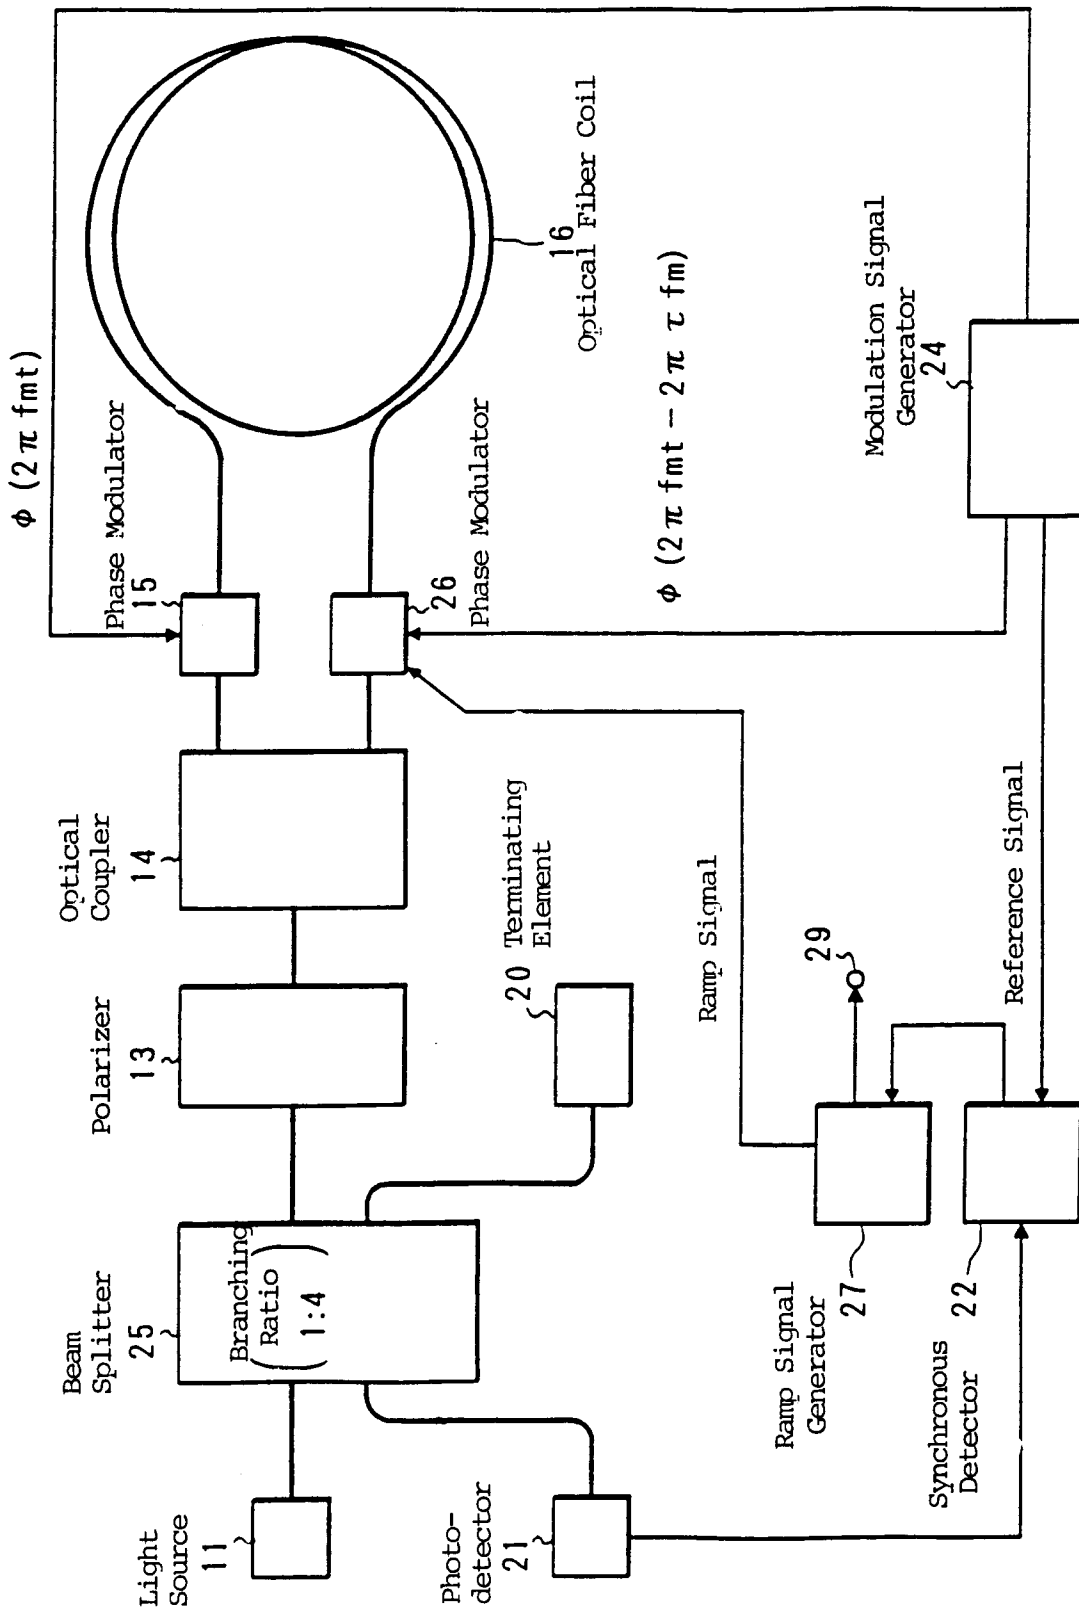 Light
Source
11
Beam
Splitter
25
Branching
Ratio
1:4
Polarizer
13
Optical
Coupler
14
Phase Modulator
15
ϕ (2π fmt)
Photo-
detector
21
20 Terminating
Element
26
Phase Modulator
16
Optical Fiber Coil
ϕ (2π fmt − 2π τ fm)
Ramp Signal
Ramp Signal
Generator
27
29
Synchronous
Detector
22
Reference Signal
Modulation Signal
Generator
24